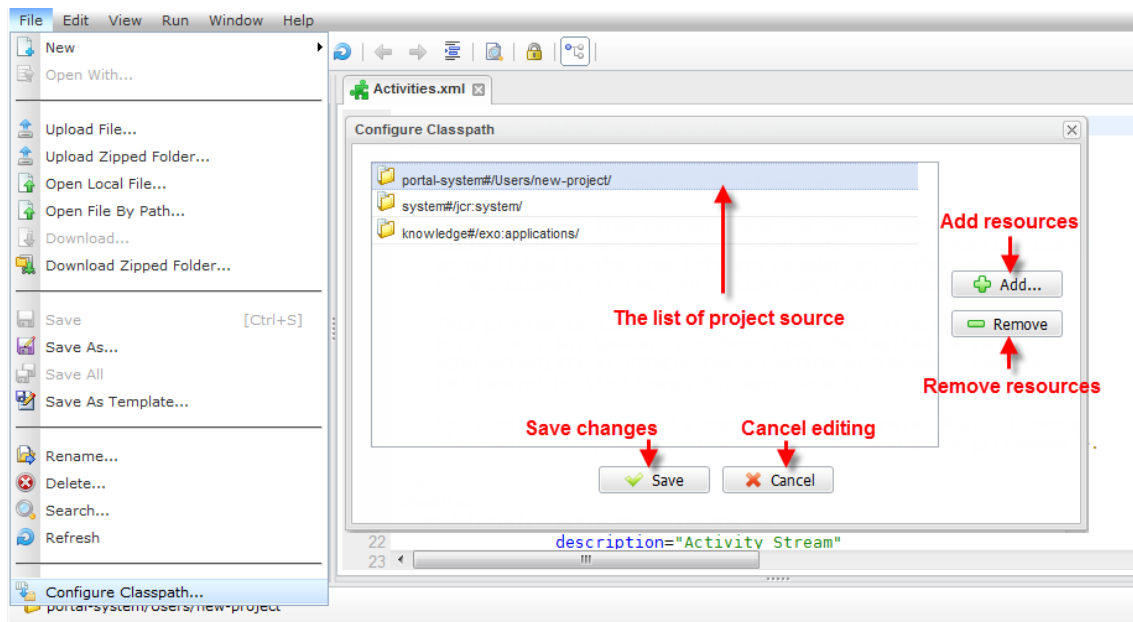 File Edit View Run Window Help
New
Open With...
Upload File...
Upload Zipped Folder...
Open Local File...
Open File By Path...
Download...
Download Zipped Folder...
Save [Ctrl+S]
Save As...
Save All
Save As Template...
Rename...
Delete...
Search...
Refresh
Configure Classpath...
portal-system/Users/new-project
Activities.xml
Configure Classpath
portal-system#/Users/new-project/
system#/jcr:system/
knowledge#/exo:applications/
The list of project source
Add resources
Add...
Remove
Remove resources
Save changes
Cancel editing
Save
Cancel
22 description="Activity Stream"
23